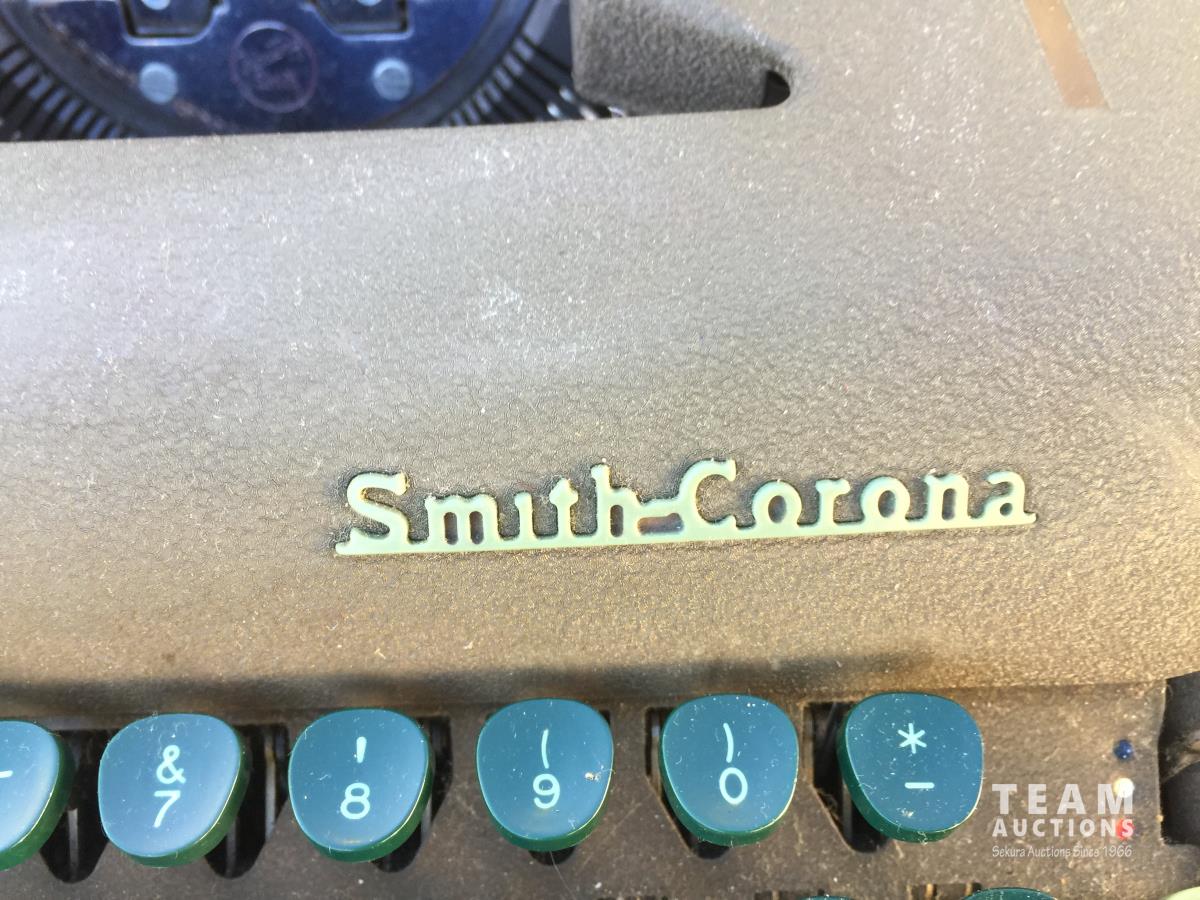 Smith-Corona
& ' ( ) *
7 8 9 0 -
TEAM
AUCTIONS
Sekura Auctions Since 1966